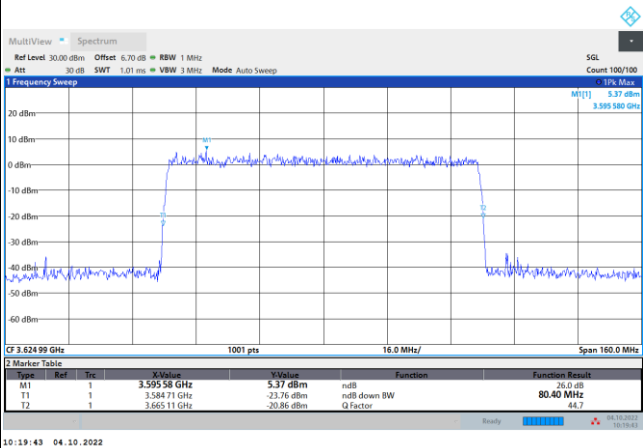 MultiView Spectrum
Ref Level 30.00 dBm Offset 6.70 dB RBW 1 MHz SGL
Att 30 dB SWT 1.01 ms VBW 3 MHz Mode Auto Sweep Count 100/100
1 Frequency Sweep 1Pk Max
M1[1] 5.37 dBm
3.595 580 GHz
20 dBm
10 dBm
M1
0 dBm
-10 dBm
T1 T2
-20 dBm
-30 dBm
-40 dBm
-50 dBm
-60 dBm
CF 3.624 99 GHz 1001 pts 16.0 MHz/ Span 160.0 MHz
2 Marker Table
Type Ref Trc X-Value Y-Value Function Function Result
M1 1 3.595 58 GHz 5.37 dBm ndB 26.0 dB
T1 1 3.584 71 GHz -23.76 dBm ndB down BW 80.40 MHz
T2 1 3.665 11 GHz -20.86 dBm Q Factor 44.7
Ready 04.10.2022
10:19:43
10:19:43 04.10.2022